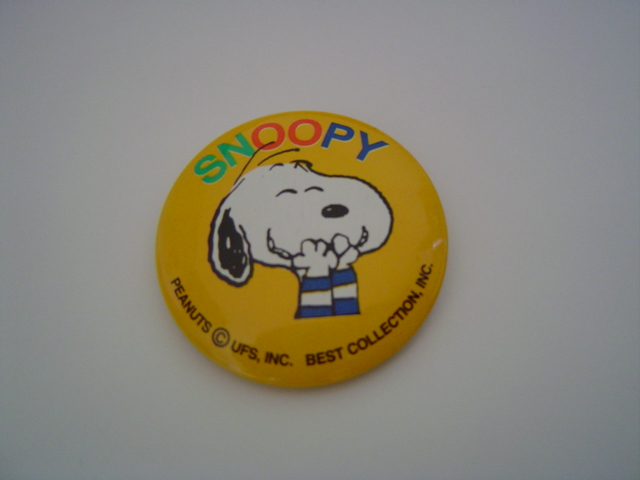 SNOOPY
PEANUTS © UFS, INC. BEST COLLECTION, INC.